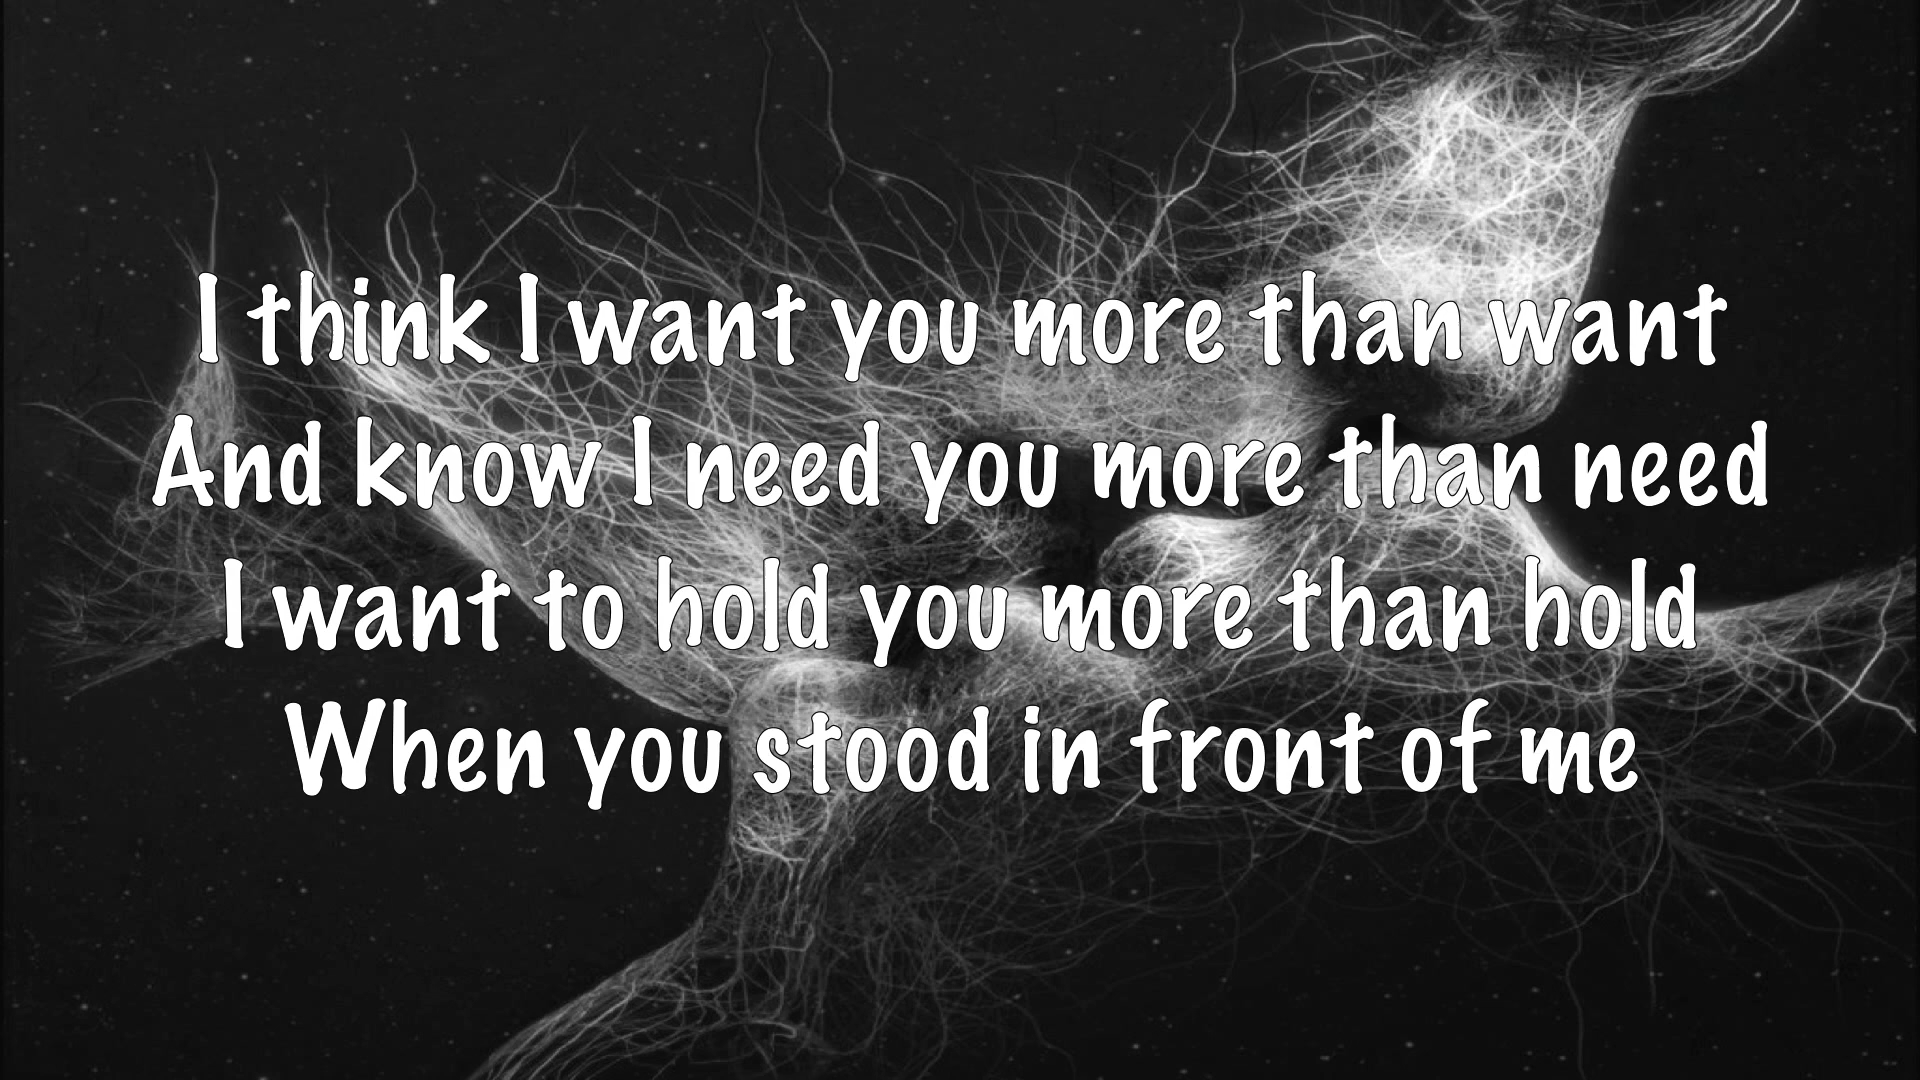 I think I want you more than want
And know I need you more than need
I want to hold you more than hold
When you stood in front of me